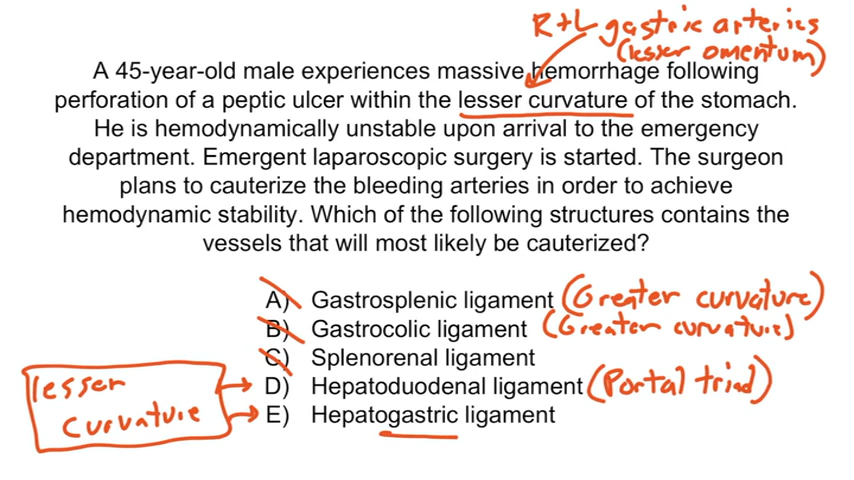 R+L gastric arteries
(lesser omentum)
A 45-year-old male experiences massive hemorrhage following
perforation of a peptic ulcer within the lesser curvature of the stomach.
He is hemodynamically unstable upon arrival to the emergency
department. Emergent laparoscopic surgery is started. The surgeon
plans to cauterize the bleeding arteries in order to achieve
hemodynamic stability. Which of the following structures contains the
vessels that will most likely be cauterized?
A) Gastrosplenic ligament (Greater curvature)
B) Gastrocolic ligament (Greater curvature)
C) Splenorenal ligament
D) Hepatoduodenal ligament (Portal triad)
E) Hepatogastric ligament
lesser
curvature